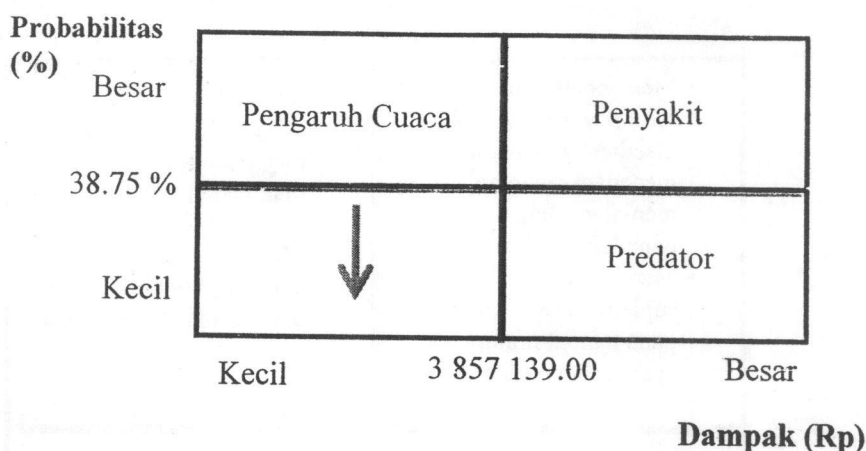 Probabilitas
(%)
Besar
Pengaruh Cuaca
Penyakit
38.75 %
Kecil
Predator
Kecil
3 857 139.00
Besar
Dampak (Rp)